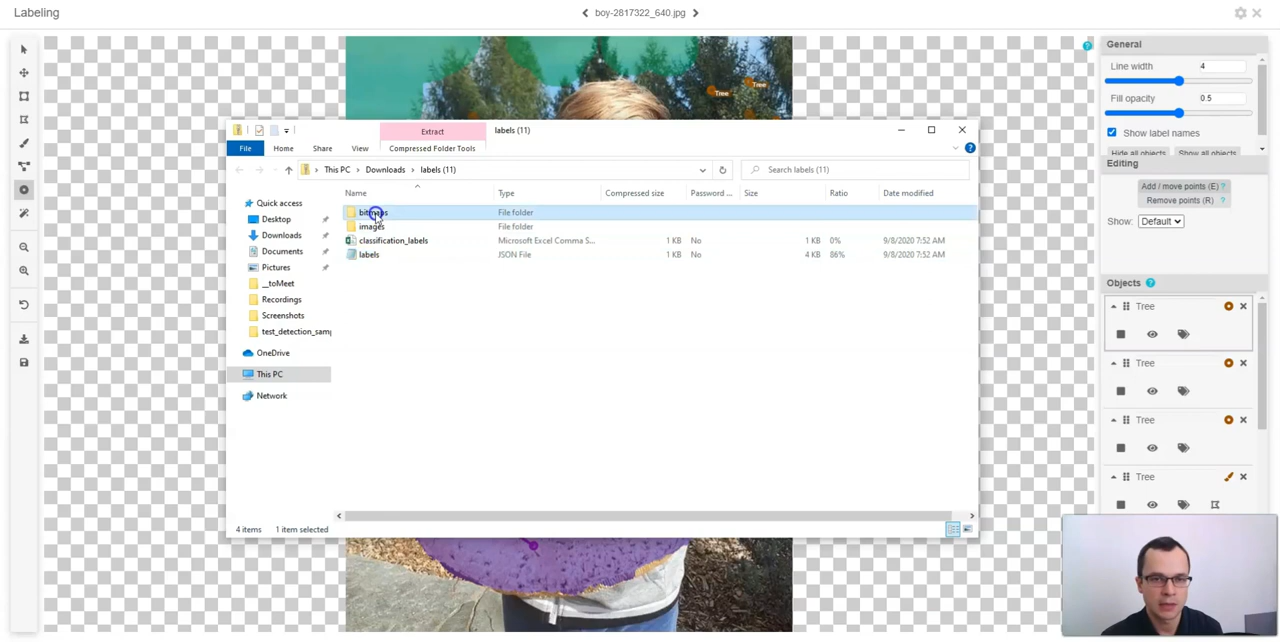 Labeling
boy-2817322_640.jpg
General
Line width 4
Fill opacity 0.5
Show label names
Hide all objects Show all objects
Editing
Add / move points (E) ?
Remove points (R) ?
Show: Default
Objects ?
Tree
Tree
Tree
Tree
Tree
Tree
Extract
labels (11)
File Home Share View Compressed Folder Tools
This PC Downloads labels (11)
Search labels (11)
Name Type Compressed size Password ... Size Ratio Date modified
bitmaps File folder
images File folder
classification_labels Microsoft Excel Comma S... 1 KB No 1 KB 0% 9/8/2020 7:52 AM
labels JSON File 1 KB No 4 KB 86% 9/8/2020 7:52 AM
Quick access
Desktop
Downloads
Documents
Pictures
__toMeet
Recordings
Screenshots
test_detection_samp
OneDrive
This PC
Network
4 items 1 item selected